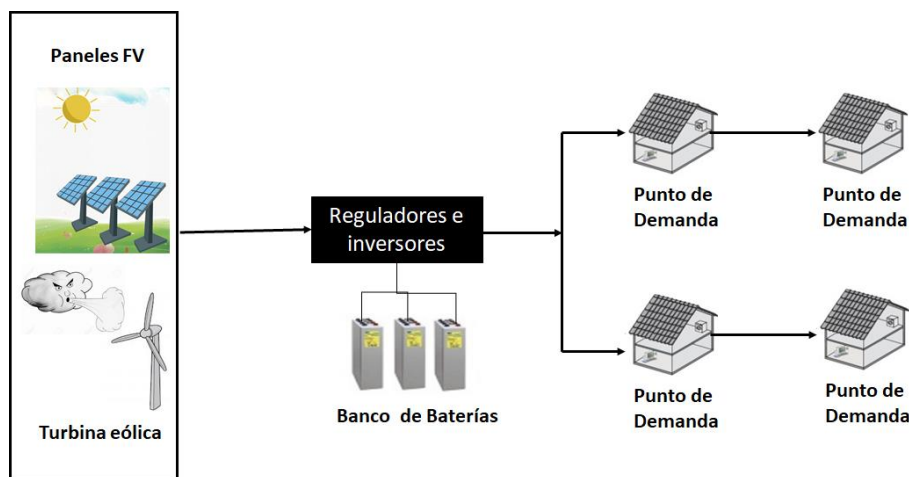 Paneles FV
Turbina eólica
Reguladores e
inversores
Banco de Baterías
Punto de
Demanda
Punto de
Demanda
Punto de
Demanda
Punto de
Demanda